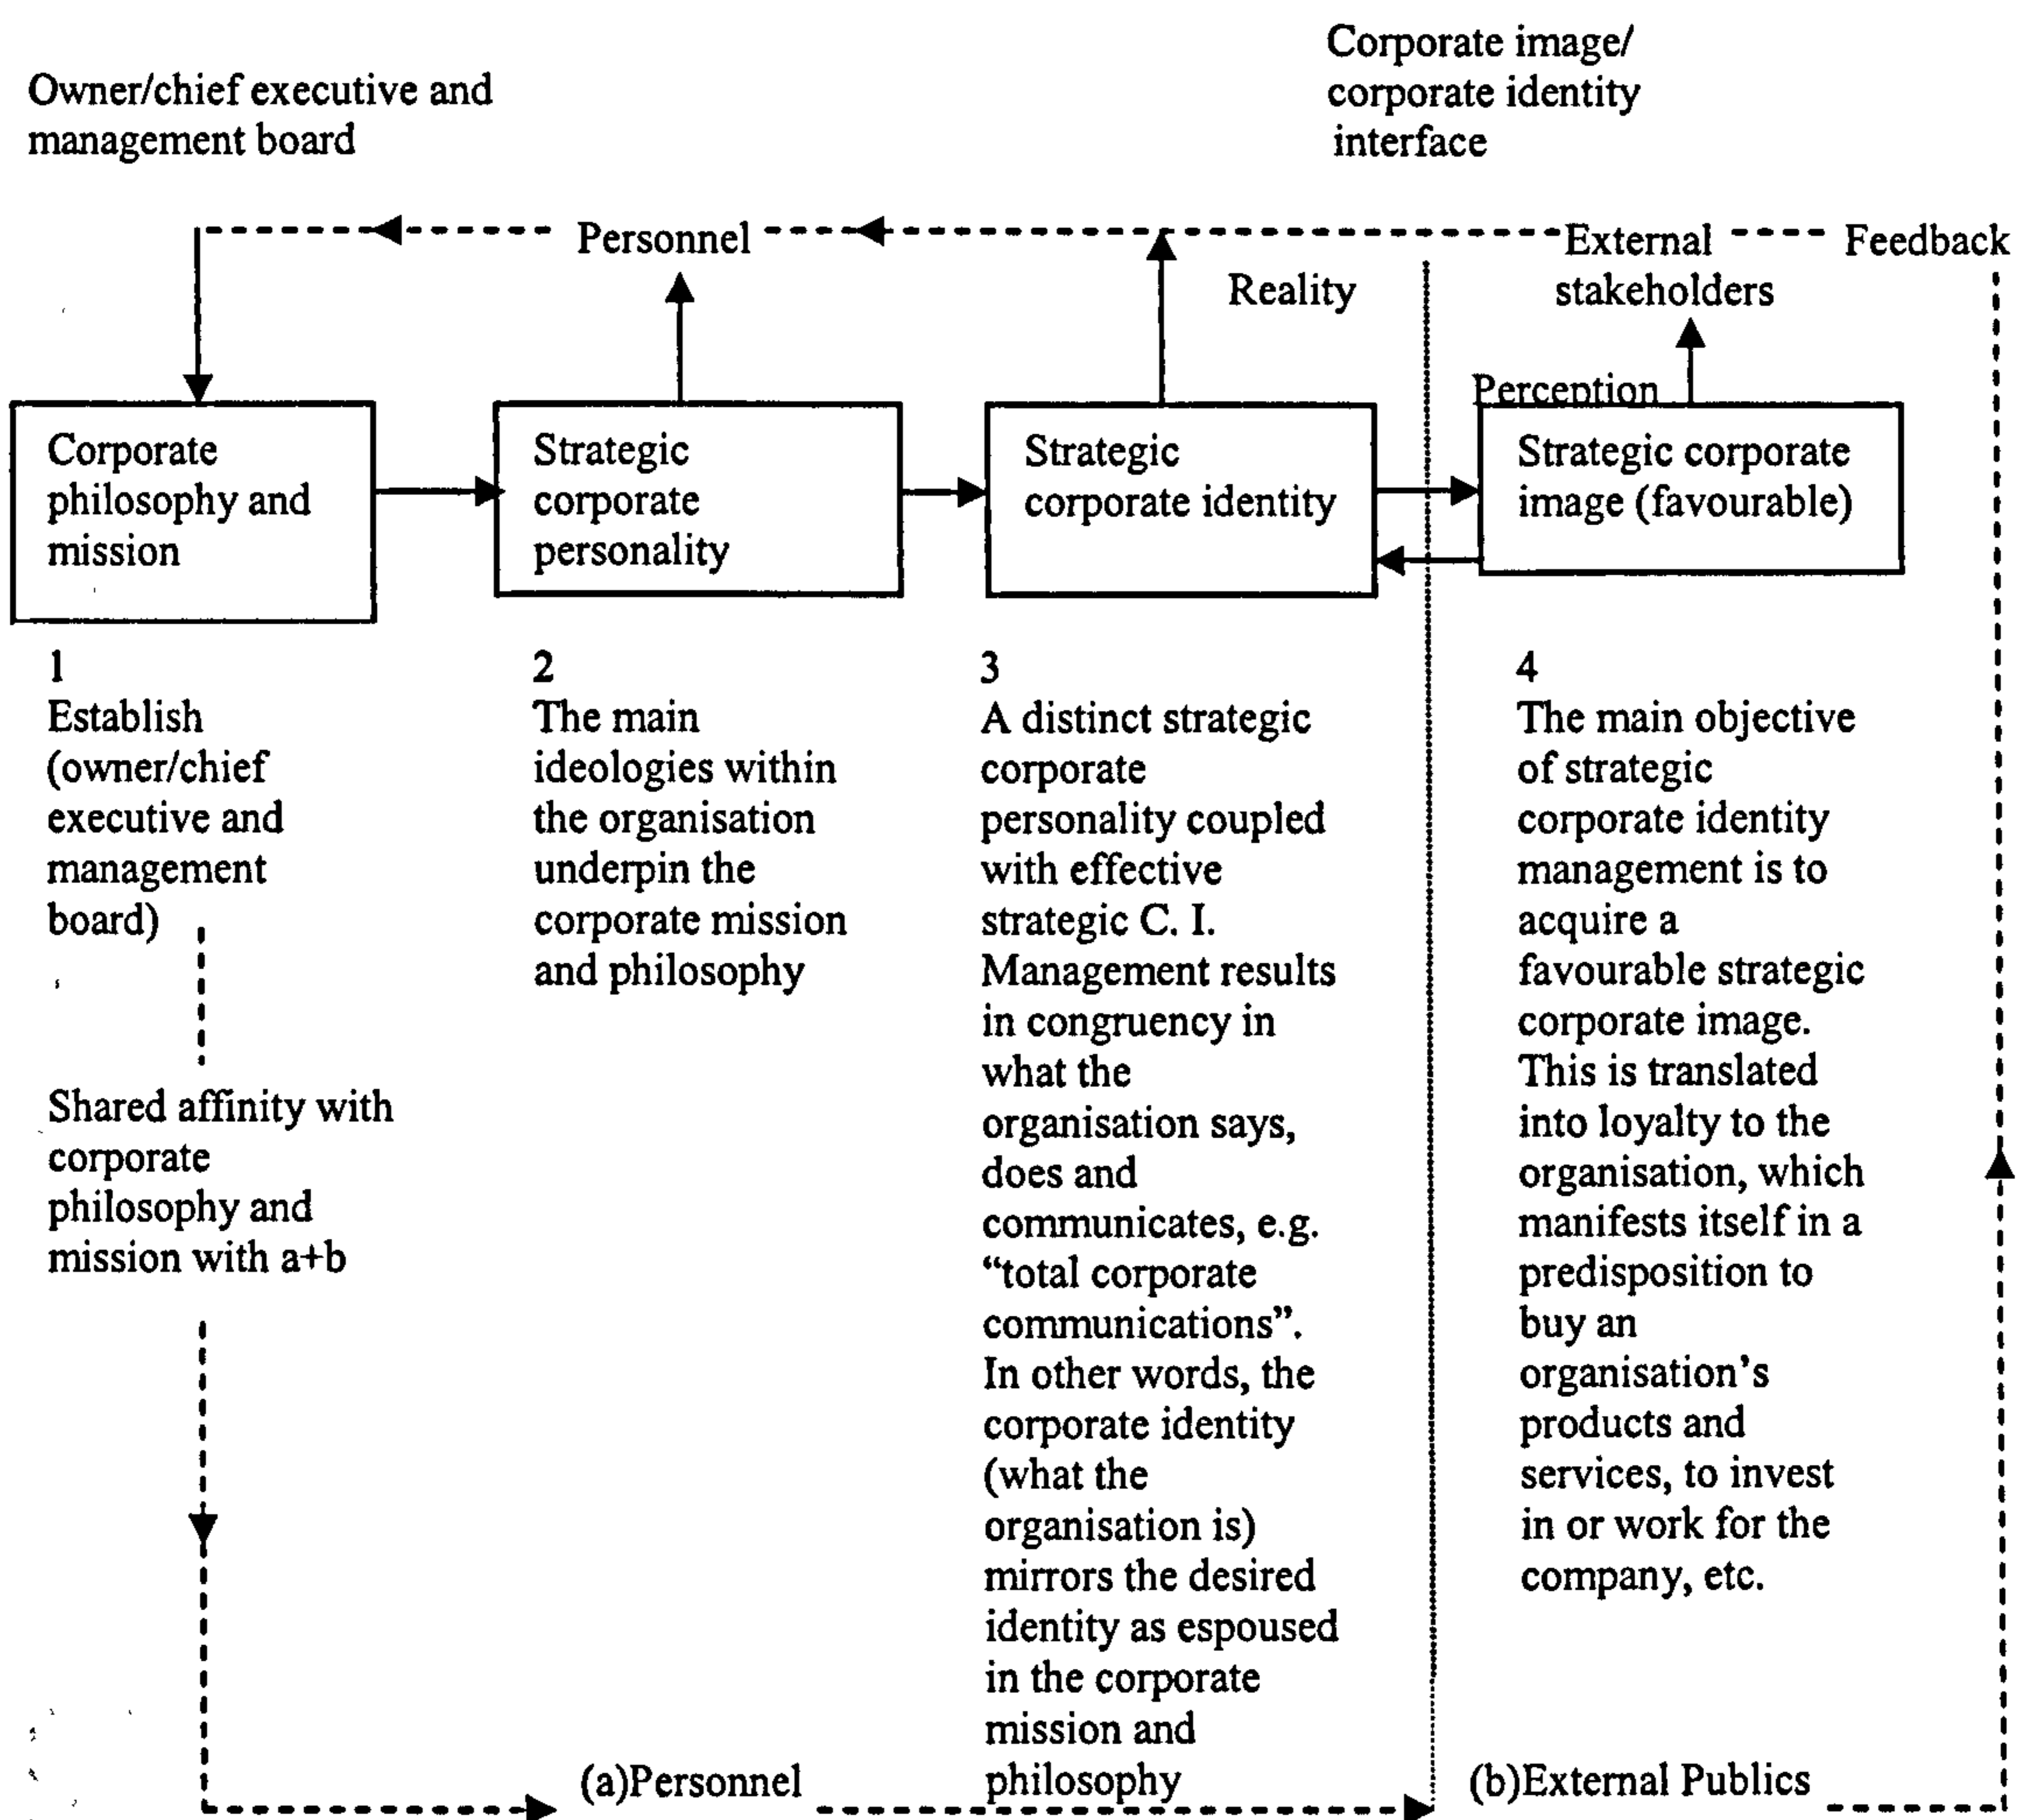 Owner/chief executive and
management board
Corporate image/
corporate identity
interface
Personnel
External
stakeholders
Feedback
Reality
Perception
Corporate
philosophy and
mission
Strategic
corporate
personality
Strategic
corporate identity
Strategic corporate
image (favourable)
1
Establish
(owner/chief
executive and
management
board)
Shared affinity with
corporate
philosophy and
mission with a+b
2
The main
ideologies within
the organisation
underpin the
corporate mission
and philosophy
3
A distinct strategic
corporate
personality coupled
with effective
strategic C. I.
Management results
in congruency in
what the
organisation says,
does and
communicates, e.g.
“total corporate
communications”.
In other words, the
corporate identity
(what the
organisation is)
mirrors the desired
identity as espoused
in the corporate
mission and
philosophy
4
The main objective
of strategic
corporate identity
management is to
acquire a
favourable strategic
corporate image.
This is translated
into loyalty to the
organisation, which
manifests itself in a
predisposition to
buy an
organisation’s
products and
services, to invest
in or work for the
company, etc.
(a)Personnel
(b)External Publics